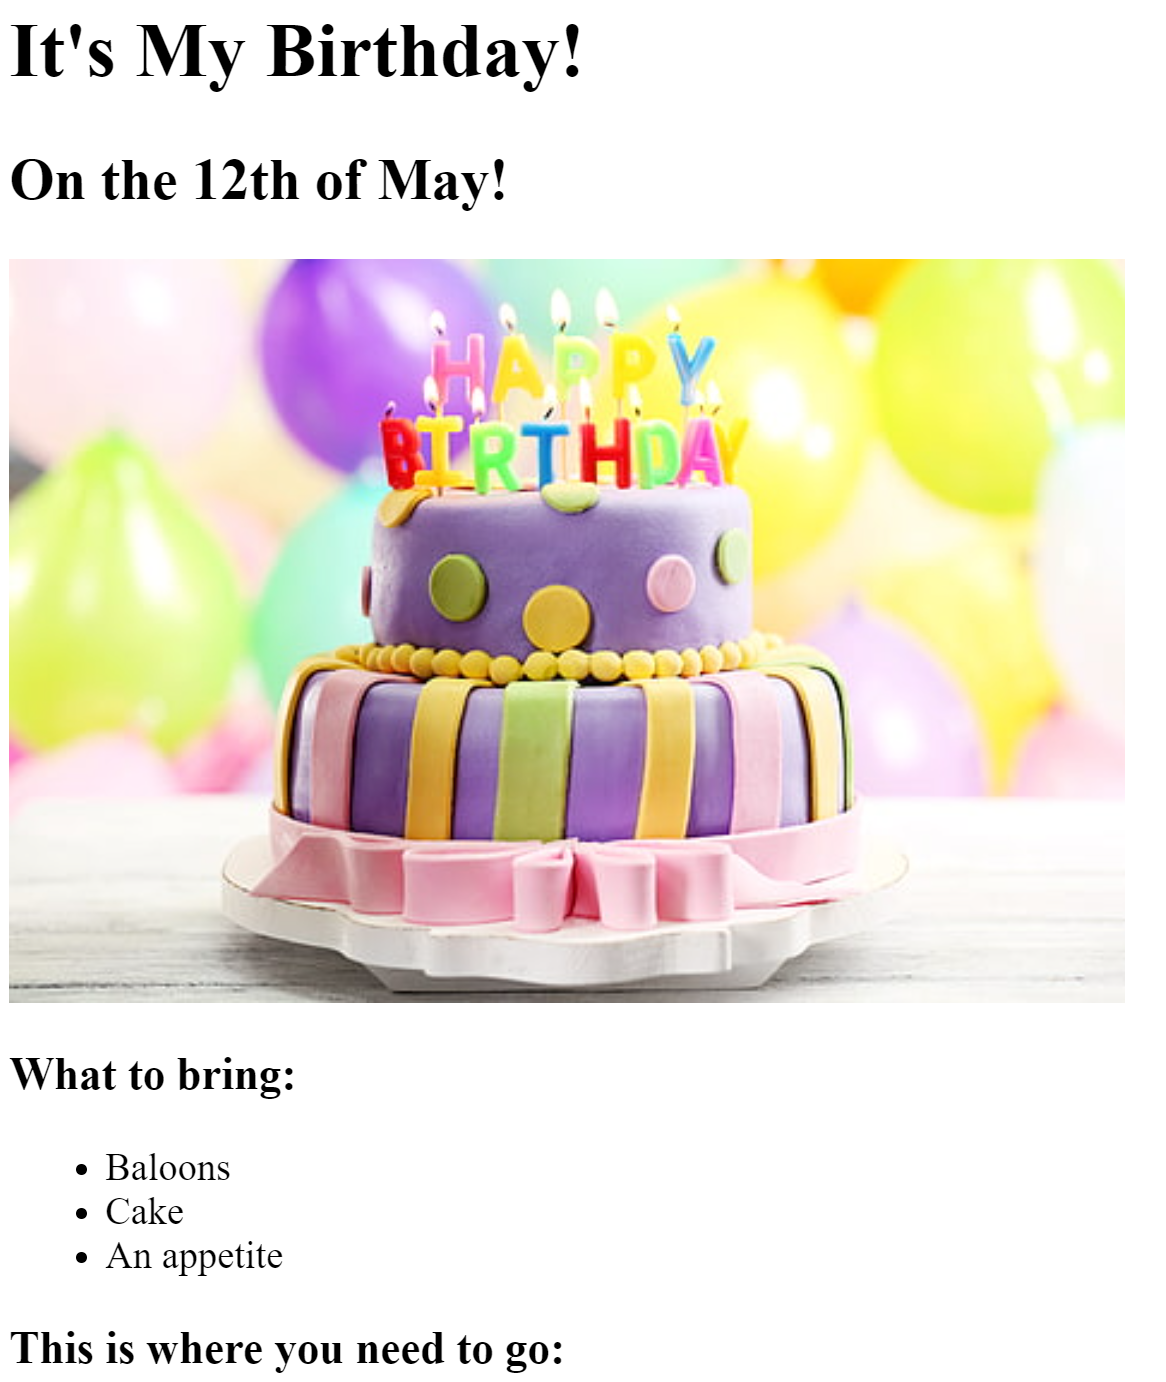 It's My Birthday!
On the 12th of May!
HAPPY
BIRTHDAY
What to bring:
Baloons
Cake
An appetite
This is where you need to go: